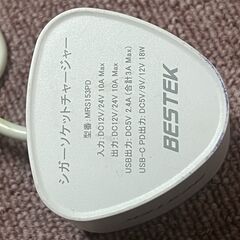 シガーソケットチャージャー
型番：MRS153PD
入力：DC12V/24V 10A Max
出力：DC12V/24V 10A Max
USB出力：DC5V 2.4A (合計3A Max)
USB-C PD出力：DC5V/9V/12V 18W
BESTEK